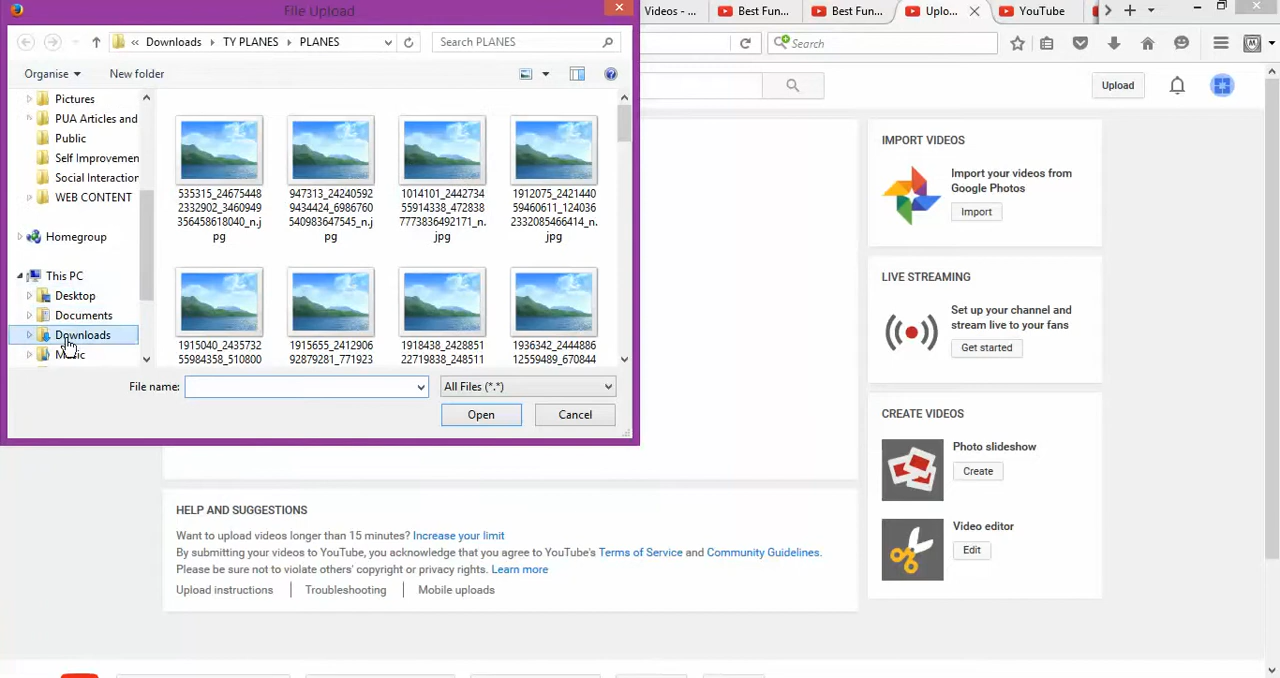 File Upload
« Downloads TY PLANES PLANES
Search PLANES
Organise
New folder
Pictures
PUA Articles and
Public
Self Improvemen
Social Interaction
WEB CONTENT
Homegroup
This PC
Desktop
Documents
Downloads
535315_24675448
2332902_3460949
35645861 8040_n.j
pg
947313_24240592
9434424_6986760
540983647545_n.j
pg
1014101_2442734
55914338_472838
7773836492171_n
.jpg
1912075_2421440
59460611_124036
2332085466414_n.
jpg
1915040_2435732
55984358_510800
1915655_2412906
92879281_771923
1918438_2428851
22719838_248511
1936342_2444886
12559489_670844
File name:
All Files (*.*)
Open
Cancel
Videos - ...
Best Fun...
Best Fun...
Uplo...
YouTube
Search
Upload
IMPORT VIDEOS
Import your videos from
Google Photos
Import
LIVE STREAMING
Set up your channel and
stream live to your fans
Get started
CREATE VIDEOS
Photo slideshow
Create
Video editor
Edit
HELP AND SUGGESTIONS
Want to upload videos longer than 15 minutes? Increase your limit
By submitting your videos to YouTube, you acknowledge that you agree to YouTube's Terms of Service and Community Guidelines.
Please be sure not to violate others' copyright or privacy rights. Learn more
Upload instructions
Troubleshooting
Mobile uploads